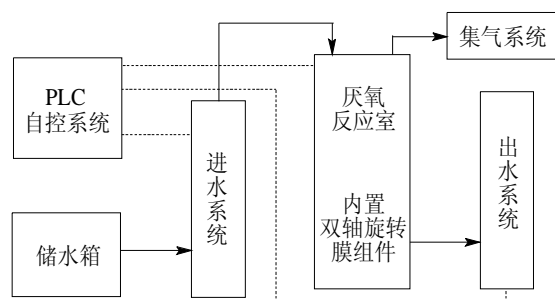 集气系统
PLC
自控系统
厌氧
反应室
进水系统
出水系统
内置
双轴旋转
膜组件
储水箱